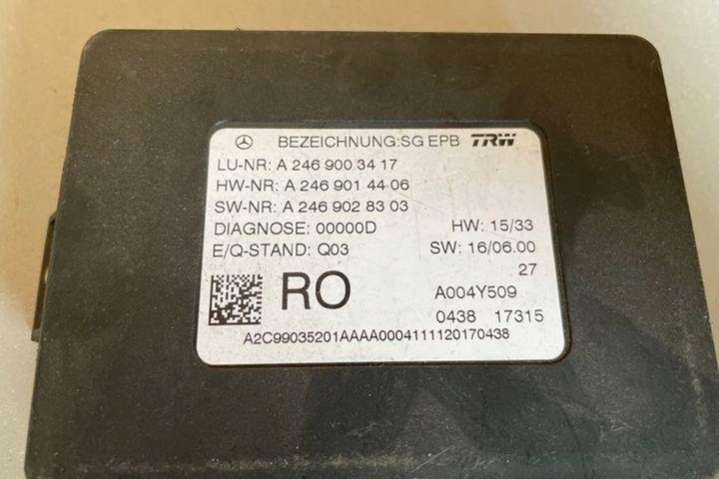 BEZEICHNUNG:SG EPB TRW
LU-NR: A 246 900 34 17
HW-NR: A 246 901 44 06
SW-NR: A 246 902 83 03
DIAGNOSE: 00000D HW: 15/33
E/Q-STAND: Q03 SW: 16/06.00
27
RO A004Y509
0438 17315
A2C99035201AAAA0004111120170438